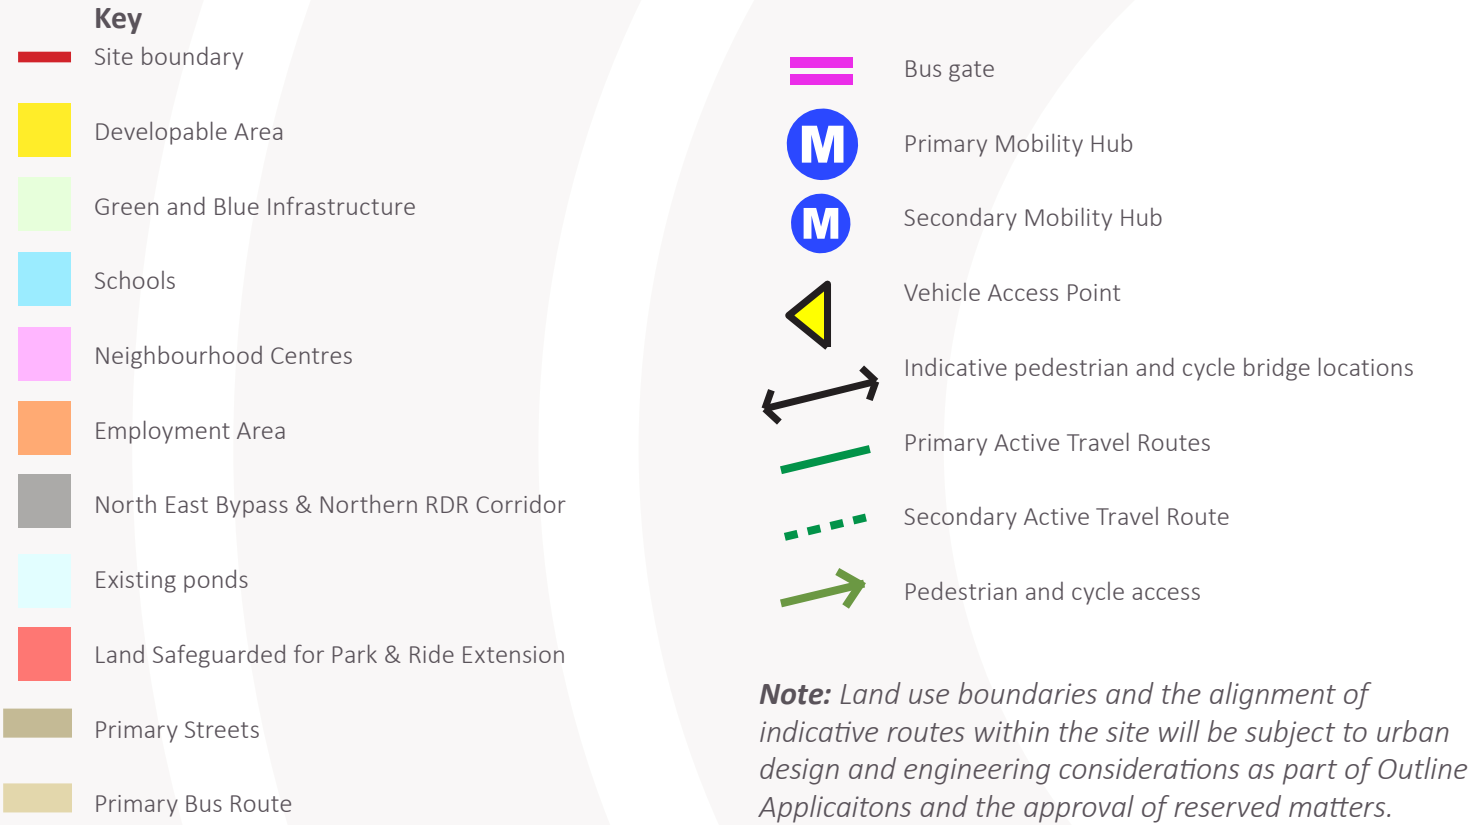 Key
Site boundary
Developable Area
Green and Blue Infrastructure
Schools
Neighbourhood Centres
Employment Area
North East Bypass & Northern RDR Corridor
Existing ponds
Land Safeguarded for Park & Ride Extension
Primary Streets
Primary Bus Route
Bus gate
M Primary Mobility Hub
M Secondary Mobility Hub
Vehicle Access Point
Indicative pedestrian and cycle bridge locations
Primary Active Travel Routes
Secondary Active Travel Route
Pedestrian and cycle access
Note: Land use boundaries and the alignment of
indicative routes within the site will be subject to urban
design and engineering considerations as part of Outline
Applicaitons and the approval of reserved matters.